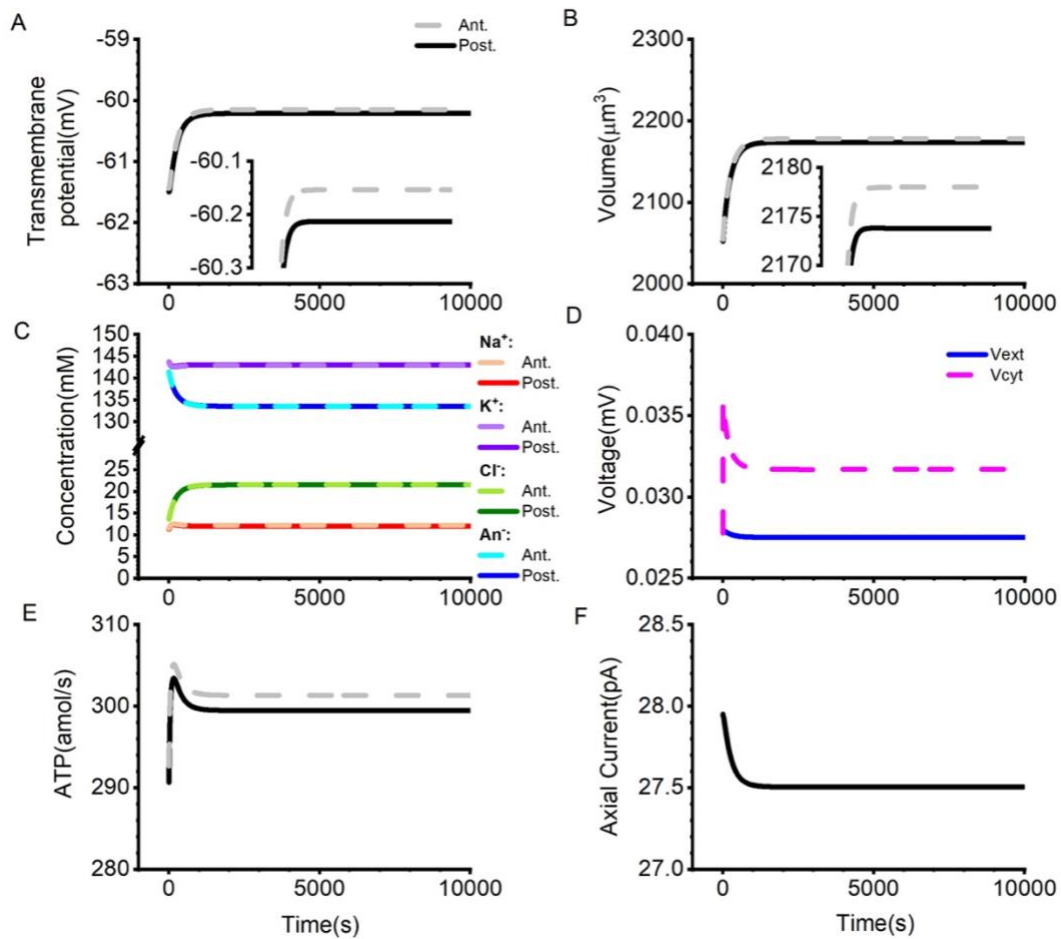 A
Transmembrane
potential(mV)
-59
-60
-61
-62
-63
Ant.
Post.
-60.1
-60.2
-60.3
0
5000
10000
B
Volume(μm³)
2300
2200
2100
2000
2180
2175
2170
0
5000
10000
C
Concentration(mM)
150
145
140
135
130
25
20
15
10
5
0
Na⁺:
Ant.
Post.
K⁺:
Ant.
Post.
Cl⁻:
Ant.
Post.
An⁻:
Ant.
Post.
0
5000
10000
D
Voltage(mV)
0.040
0.035
0.030
0.025
Vext
Vcyt
0
5000
10000
E
ATP(amol/s)
310
300
290
280
0
5000
10000
Time(s)
F
Axial Current(pA)
28.5
28.0
27.5
27.0
0
5000
10000
Time(s)